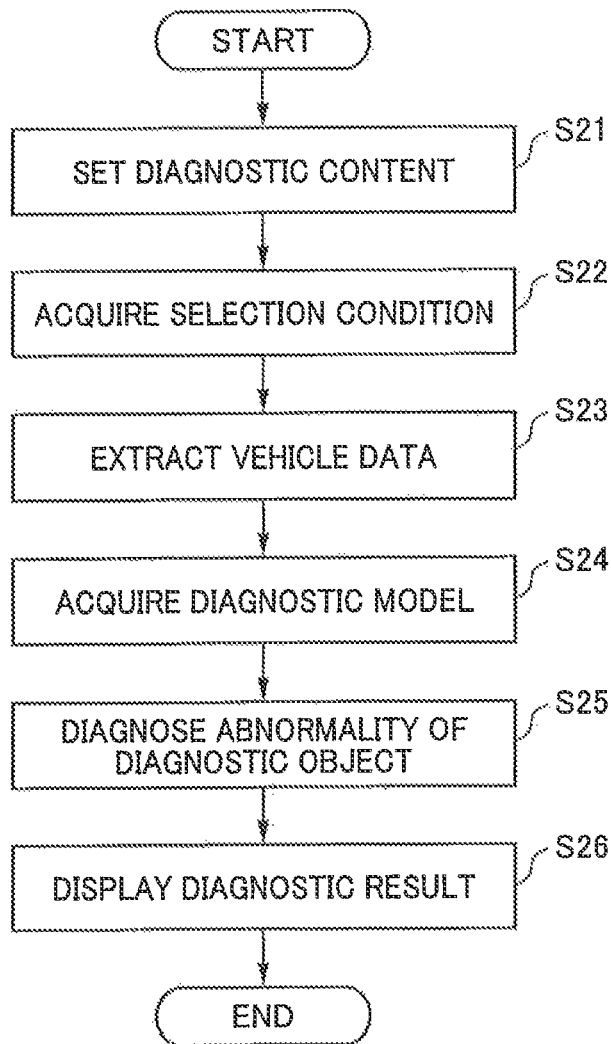 START
S21
SET DIAGNOSTIC CONTENT
S22
ACQUIRE SELECTION CONDITION
S23
EXTRACT VEHICLE DATA
S24
ACQUIRE DIAGNOSTIC MODEL
S25
DIAGNOSE ABNORMALITY OF
DIAGNOSTIC OBJECT
S26
DISPLAY DIAGNOSTIC RESULT
END